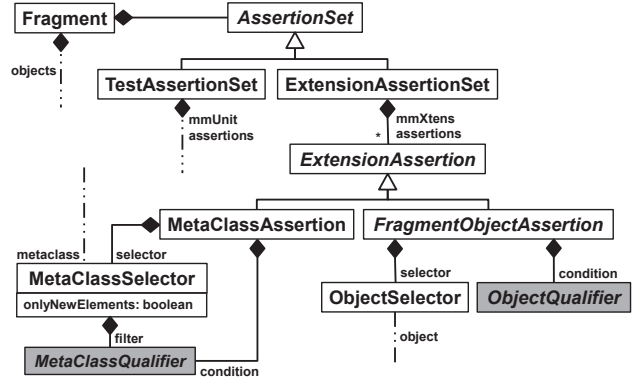 Fragment
AssertionSet
objects
TestAssertionSet
ExtensionAssertionSet
mmUnit
assertions
mmXtens
assertions
*
ExtensionAssertion
MetaClassAssertion
FragmentObjectAssertion
metaclass
selector
MetaClassSelector
onlyNewElements: boolean
selector
condition
ObjectSelector
ObjectQualifier
filter
object
MetaClassQualifier
condition